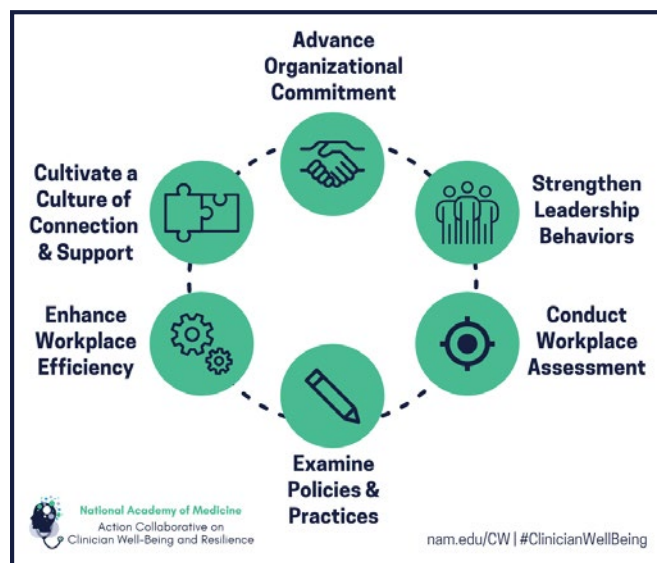 Advance
Organizational
Commitment
Strengthen
Leadership
Behaviors
Conduct
Workplace
Assessment
Examine
Policies &
Practices
Enhance
Workplace
Efficiency
Cultivate a
Culture of
Connection
& Support
National Academy of Medicine
Action Collaborative on
Clinician Well-Being and Resilience
nam.edu/CW | #ClinicianWellBeing